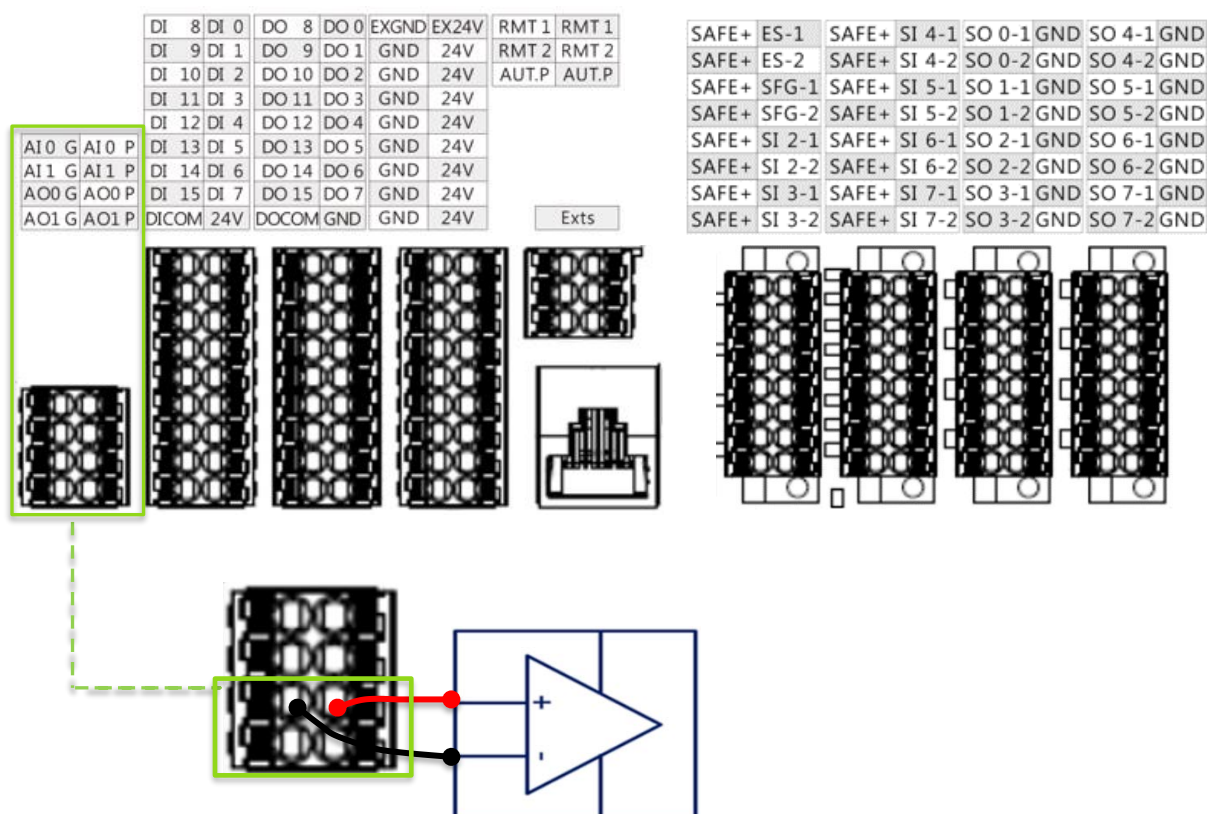 DI 8 DI 0 DO 8 DO 0 EXGND EX24V RMT 1 RMT 1
DI 9 DI 1 DO 9 DO 1 GND 24V RMT 2 RMT 2
DI 10 DI 2 DO 10 DO 2 GND 24V AUT.P AUT.P
DI 11 DI 3 DO 11 DO 3 GND 24V
DI 12 DI 4 DO 12 DO 4 GND 24V
AI 0 G AI 0 P DI 13 DI 5 DO 13 DO 5 GND 24V
AI 1 G AI 1 P DI 14 DI 6 DO 14 DO 6 GND 24V
AO0 G AO0 P DI 15 DI 7 DO 15 DO 7 GND 24V
AO1 G AO1 P DICOM 24V DOCOM GND GND 24V Exts
SAFE+ ES-1 SAFE+ SI 4-1 SO 0-1 GND SO 4-1 GND
SAFE+ ES-2 SAFE+ SI 4-2 SO 0-2 GND SO 4-2 GND
SAFE+ SFG-1 SAFE+ SI 5-1 SO 1-1 GND SO 5-1 GND
SAFE+ SFG-2 SAFE+ SI 5-2 SO 1-2 GND SO 5-2 GND
SAFE+ SI 2-1 SAFE+ SI 6-1 SO 2-1 GND SO 6-1 GND
SAFE+ SI 2-2 SAFE+ SI 6-2 SO 2-2 GND SO 6-2 GND
SAFE+ SI 3-1 SAFE+ SI 7-1 SO 3-1 GND SO 7-1 GND
SAFE+ SI 3-2 SAFE+ SI 7-2 SO 3-2 GND SO 7-2 GND
+
-